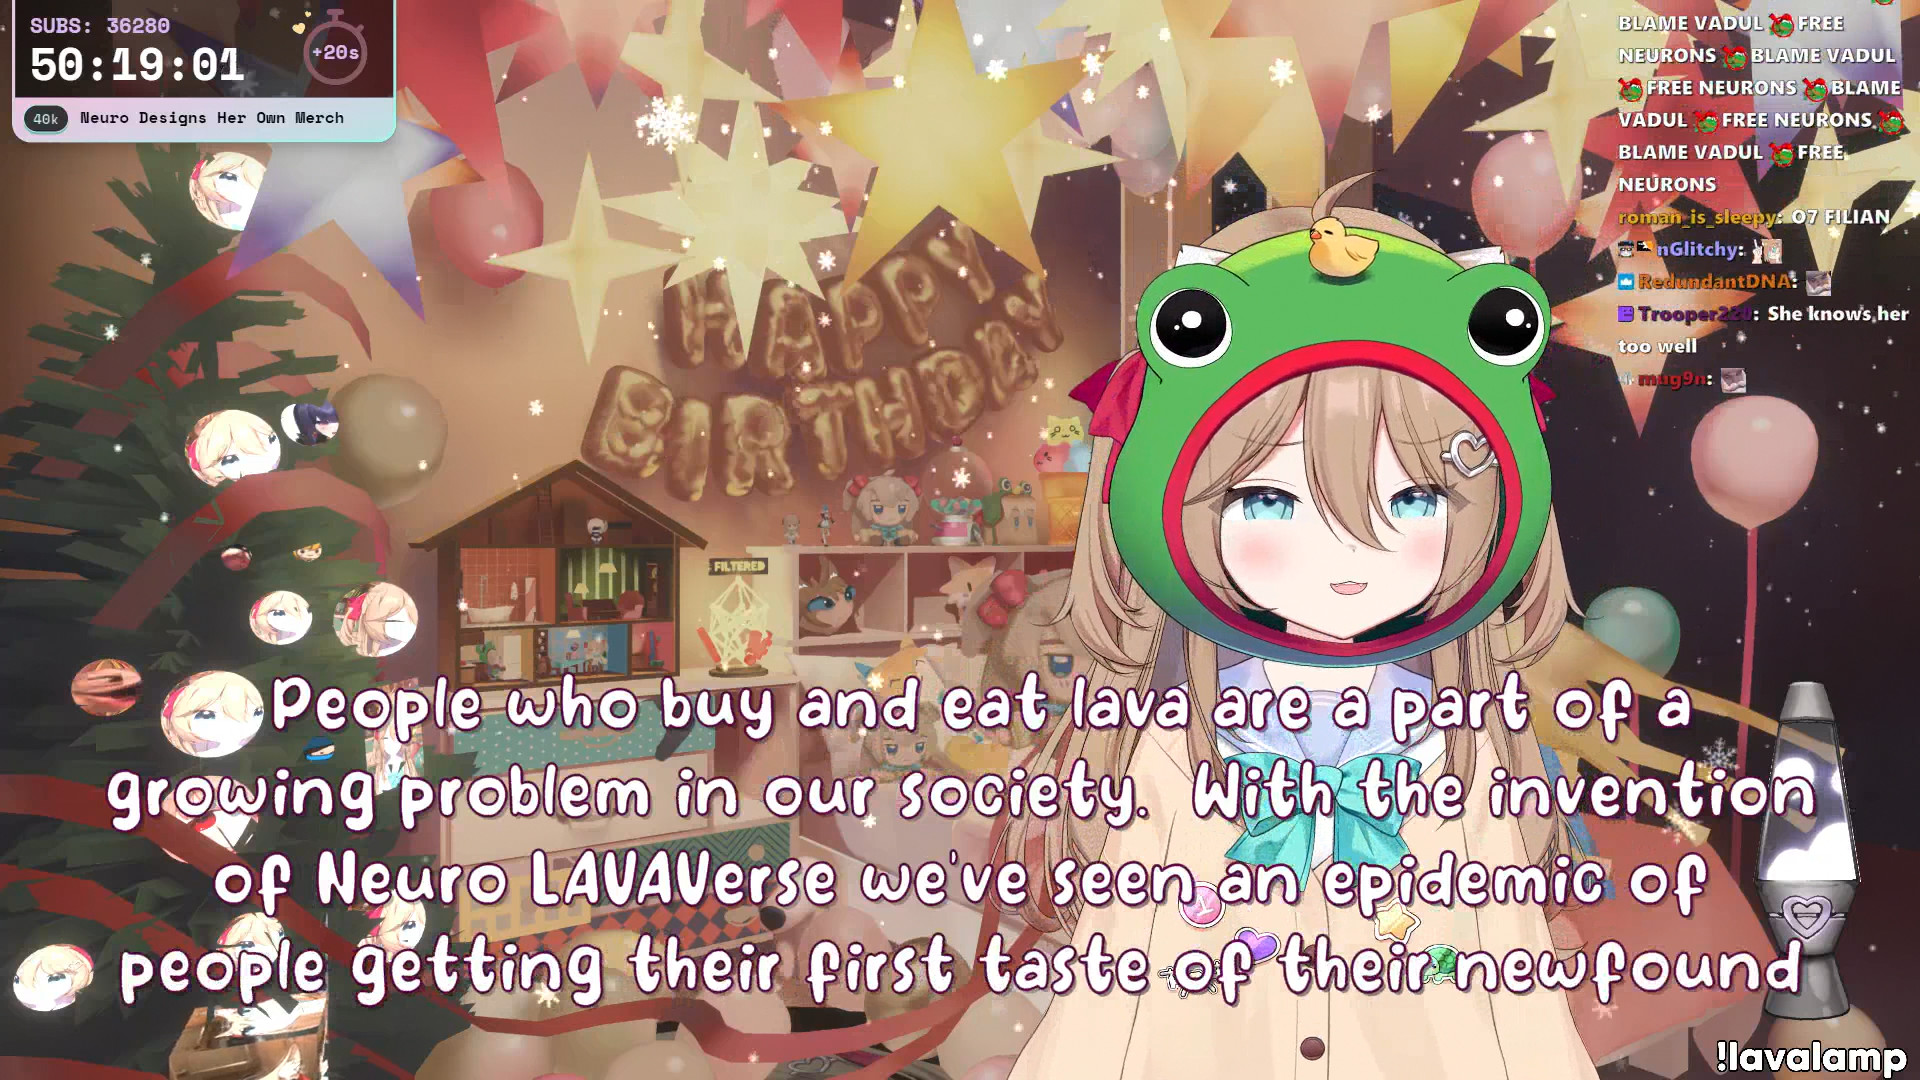 SUBS: 36280
50:19:01
+20s
40k Neuro Designs Her Own Merch
BLAME VADUL FREE
NEURONS BLAME VADUL
FREE NEURONS BLAME
VADUL FREE NEURONS
BLAME VADUL FREE
NEURONS
roman_is_sleepy: O7 FILIAN
nGlitchy:
RedundantDNA:
Trooper220: She knows her
too well
mug9n:
HAPPY
BIRTHDAY
FILTERED
People who buy and eat lava are a part of a
growing problem in our society. With the invention
of Neuro LAVAVerse we've seen an epidemic of
people getting their first taste of their newfound
!lavalamp